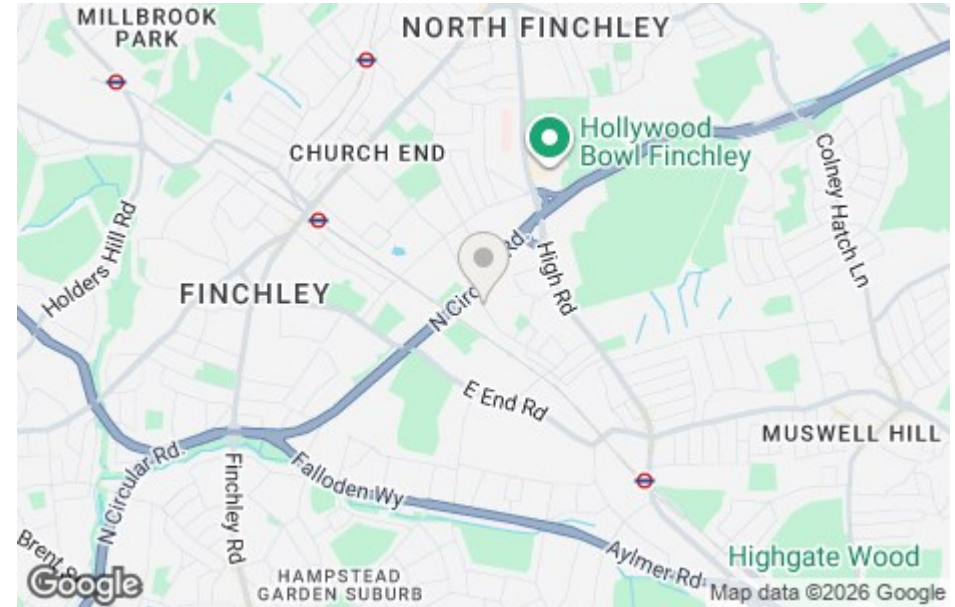 MILLBROOK
PARK
NORTH FINCHLEY
Hollywood
Bowl Finchley
CHURCH END
Colney Hatch Ln
Holders Hill Rd
High Rd
FINCHLEY
N Circ
Rd
E End Rd
MUSWELL HILL
N Circular Rd.
Finchley Rd
Falloden Wy
Aylmer Rd
Brent S
Highgate Wood
HAMPSTEAD
GARDEN SUBURB
Google
Map data ©2026 Google